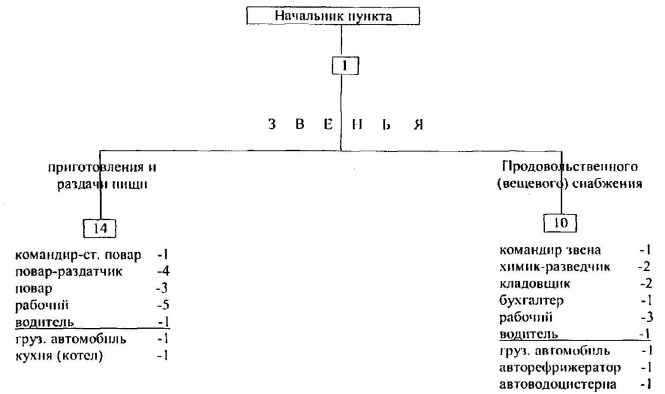 Начальник пункта
1
З В Е Н Ь Я
приготовления и
раздачи пищи
14
командир-ст. повар -1
повар-раздатчик -4
повар -3
рабочий -5
водитель -1
груз. автомобиль -1
кухня (котел) -1
Продовольственного
(вещевого) снабжения
10
командир звена -1
химик-разведчик -2
кладовщик -2
бухгалтер -1
рабочий -3
водитель -1
груз. автомобиль -1
авторефрижератор -1
автоводоцистерна -1